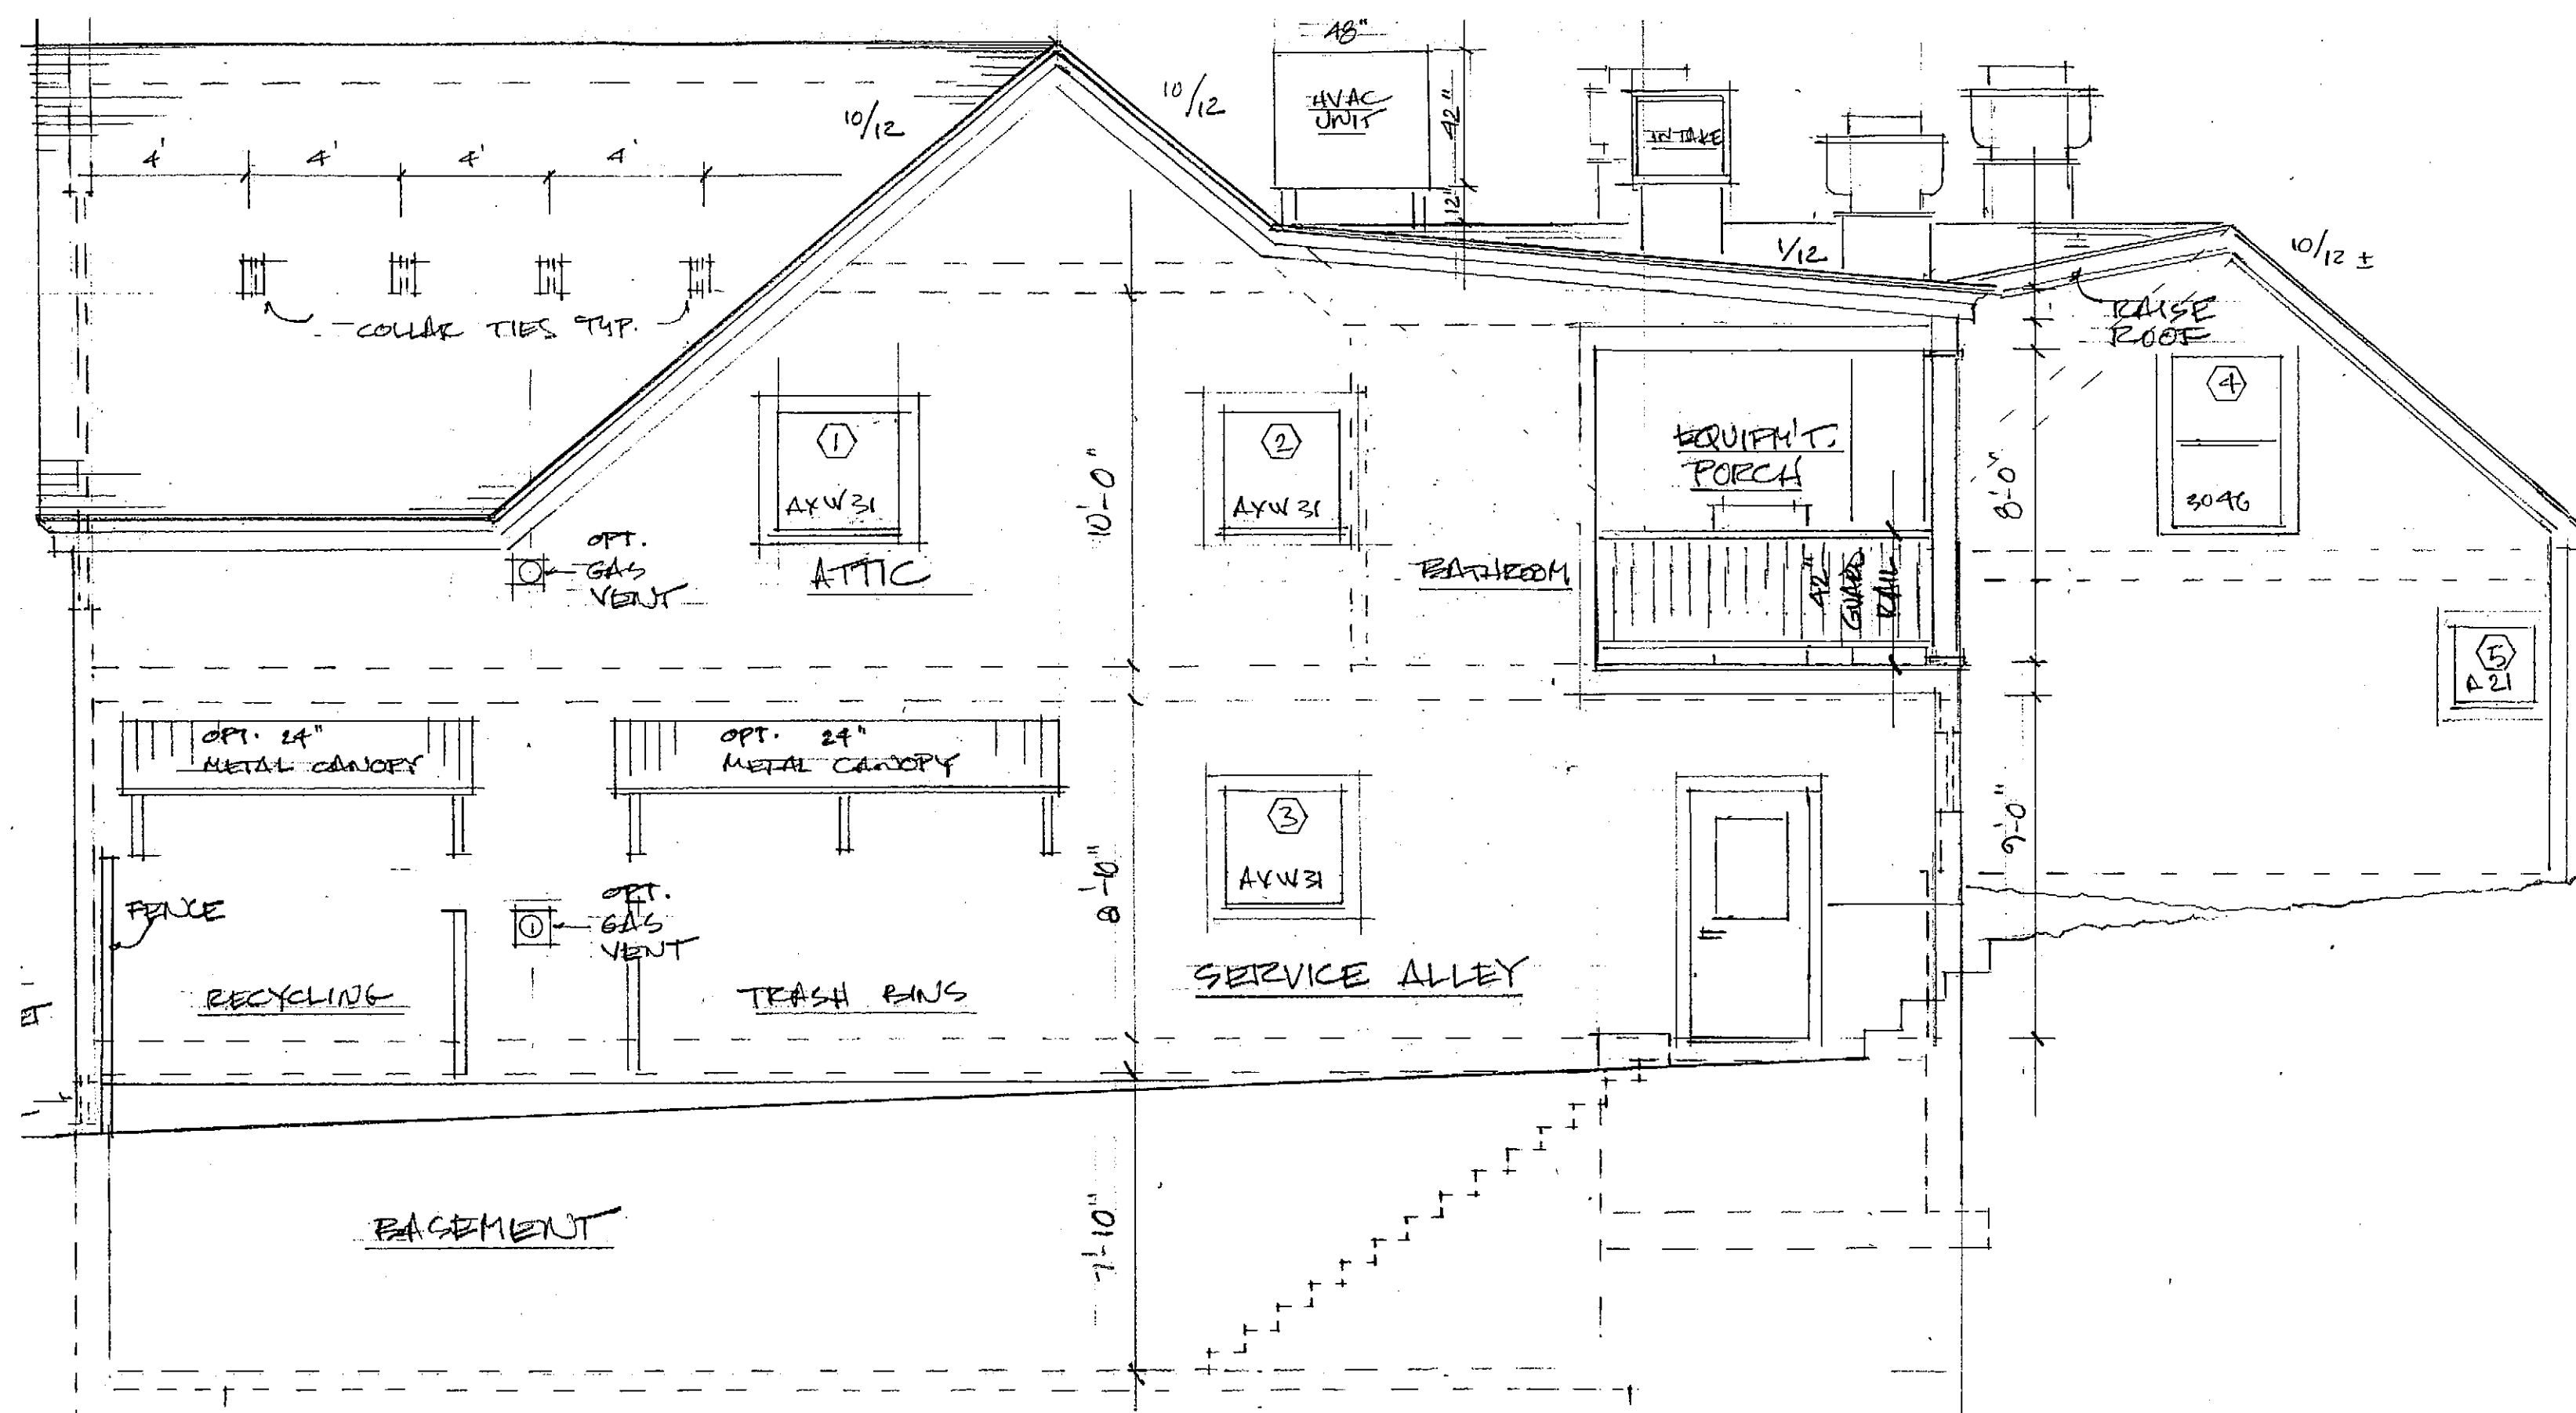 48"
HVAC
UNIT
42"
12"
INTAKE
10/12
10/12
1/12
10/12 ±
4' 4' 4' 4'
COLLAR TIES TYP.
RAISE
ROOF
1
AXW31
2
AXW31
4
3046
EQUIPM'T.
PORCH
10'-0"
8'-0"
OPT.
GAS
VENT
ATTIC
BATHROOM
42"
GUARD
RAIL
5
A21
OPT. 24"
METAL CANOPY
OPT. 24"
METAL CANOPY
3
AXW31
8'-10"
9'-0"
FENCE
OPT.
GAS
VENT
RECYCLING
TRASH BINS
SERVICE ALLEY
BASEMENT
7'-10"